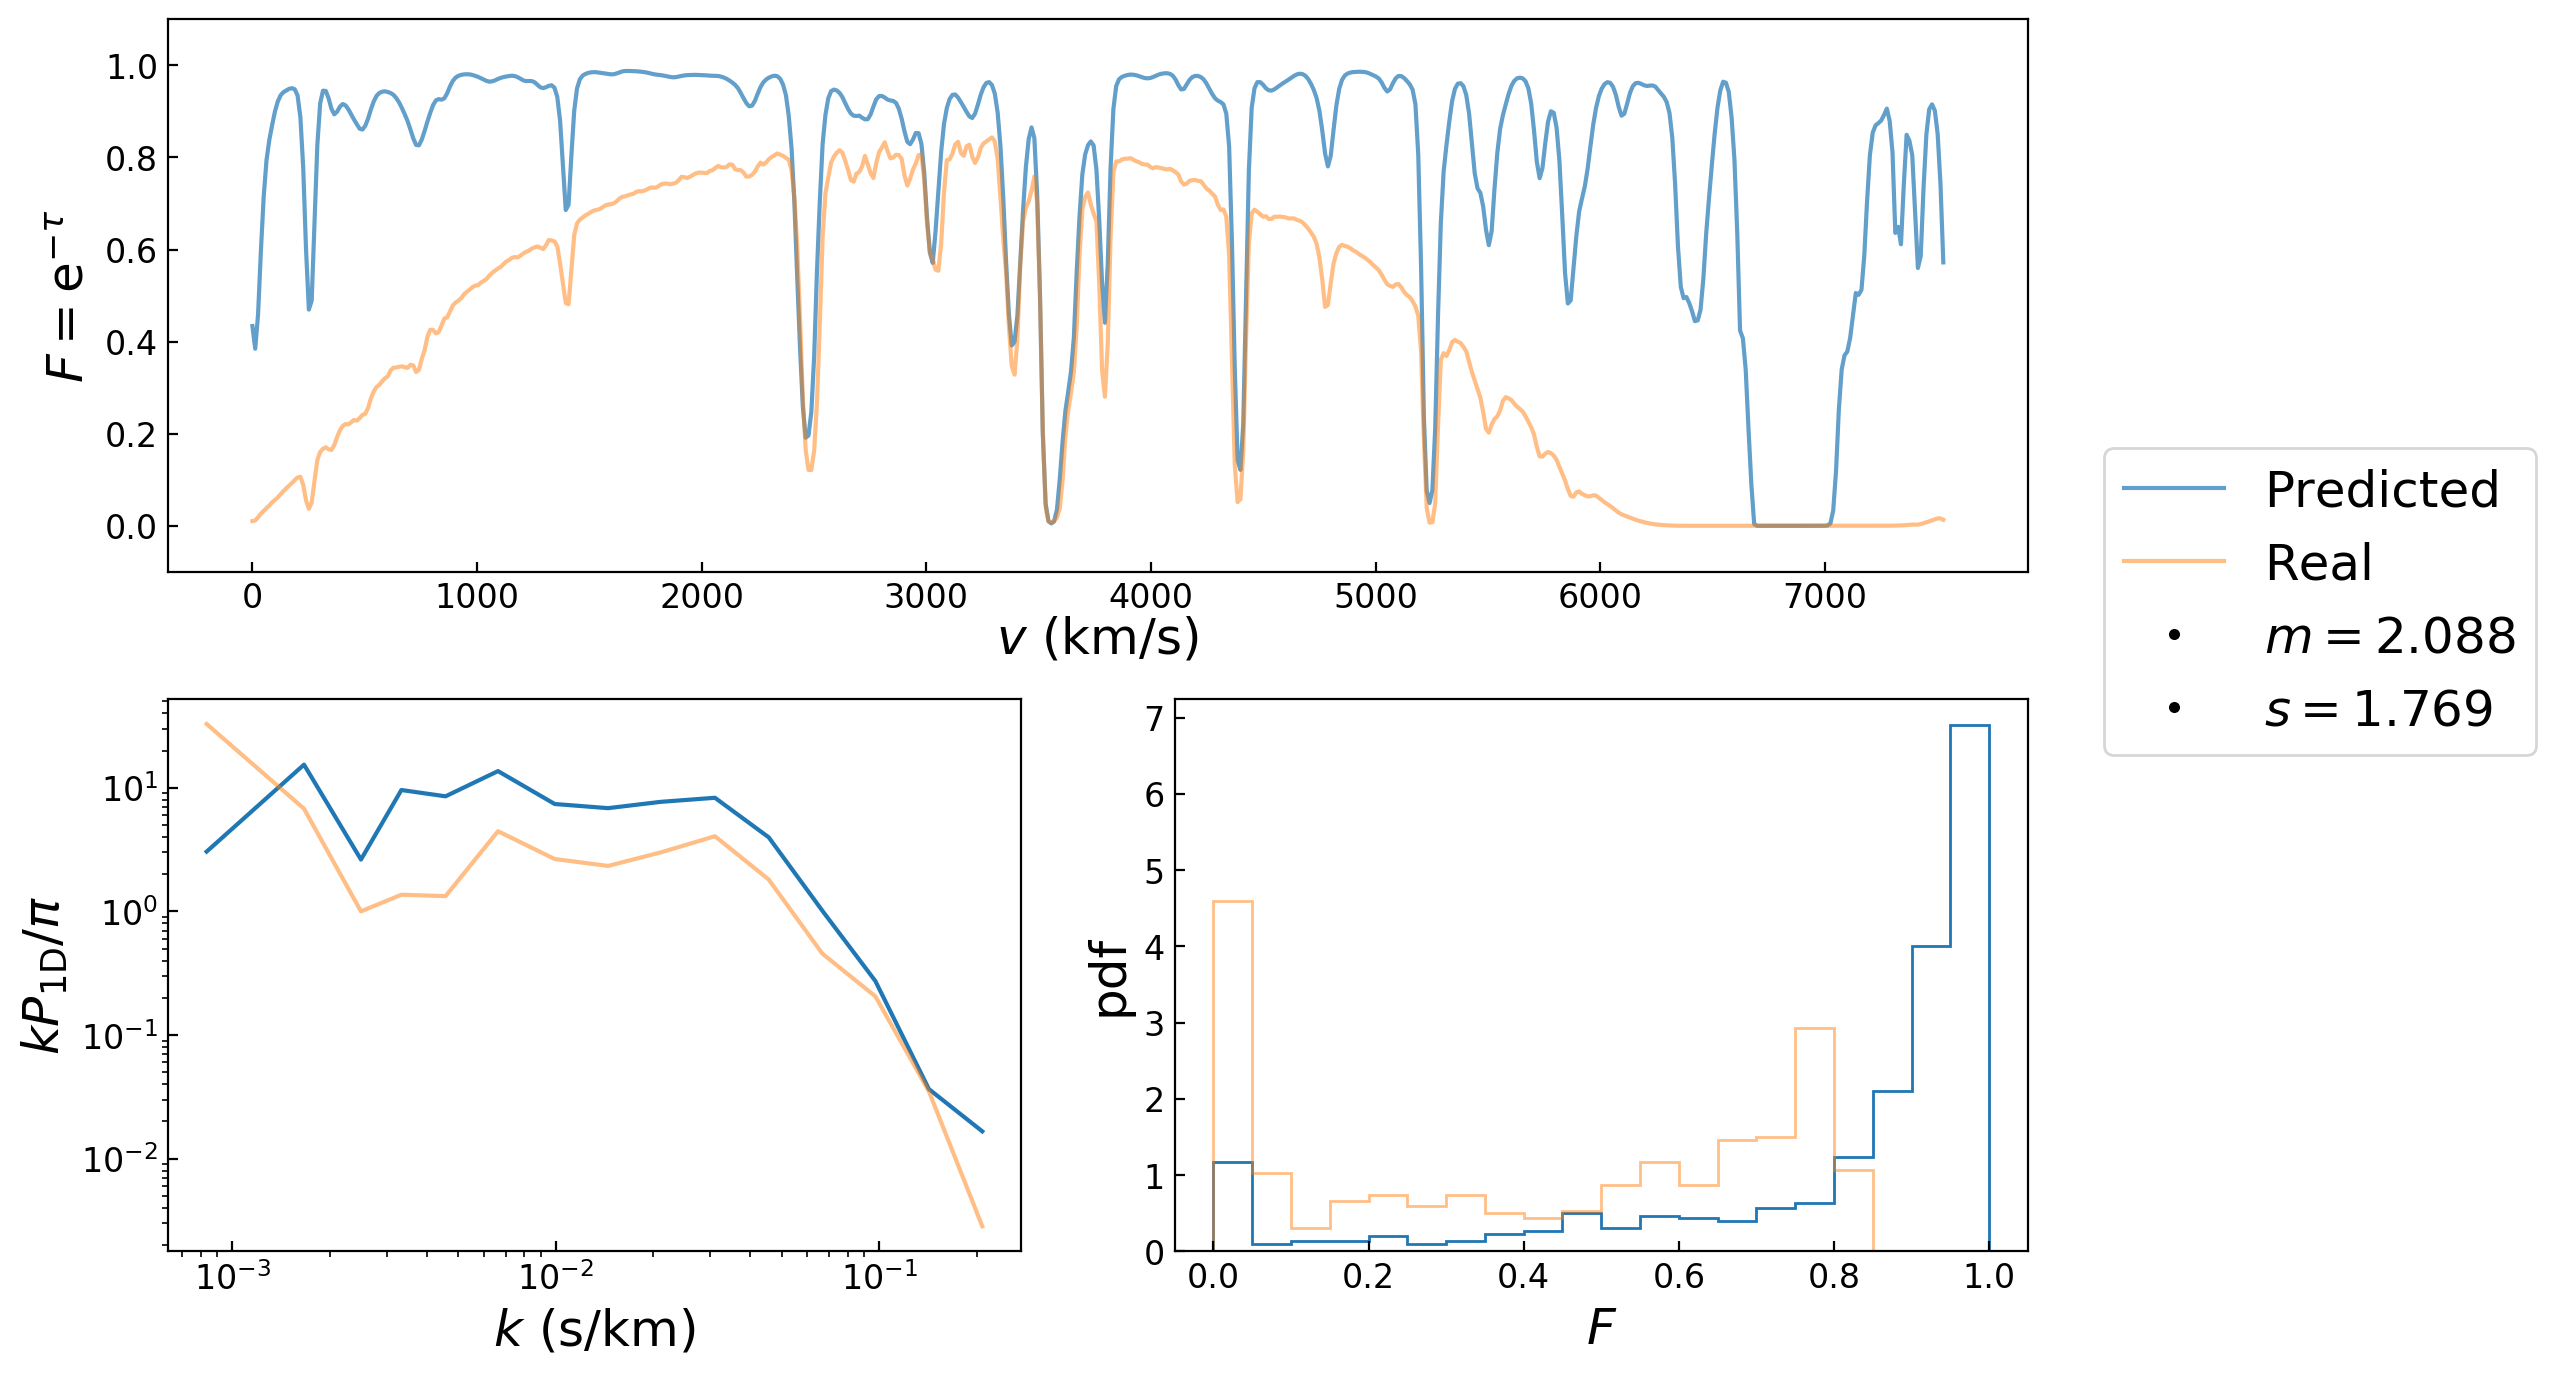 1.0
0.8
0.6
0.4
0.2
0.0
F = e^{-τ}
0 1000 2000 3000 4000 5000 6000 7000
v (km/s)
Predicted
Real
m = 2.088
s = 1.769
10^1
10^0
10^{-1}
10^{-2}
kP_{1D}/π
10^{-3} 10^{-2} 10^{-1}
k (s/km)
7
6
5
4
3
2
1
0
pdf
0.0 0.2 0.4 0.6 0.8 1.0
F